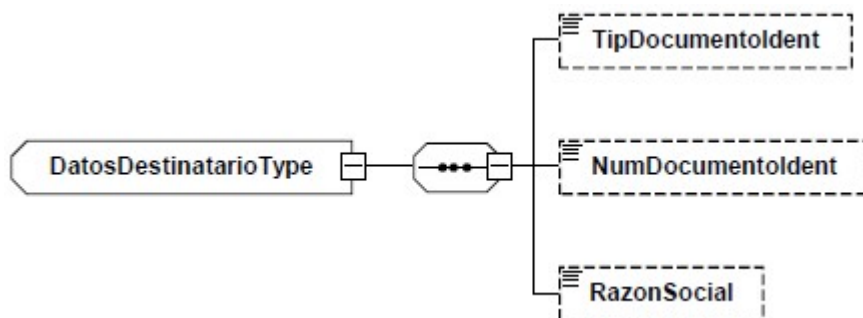 TipDocumentoIdent
DatosDestinatarioType
NumDocumentoIdent
RazonSocial